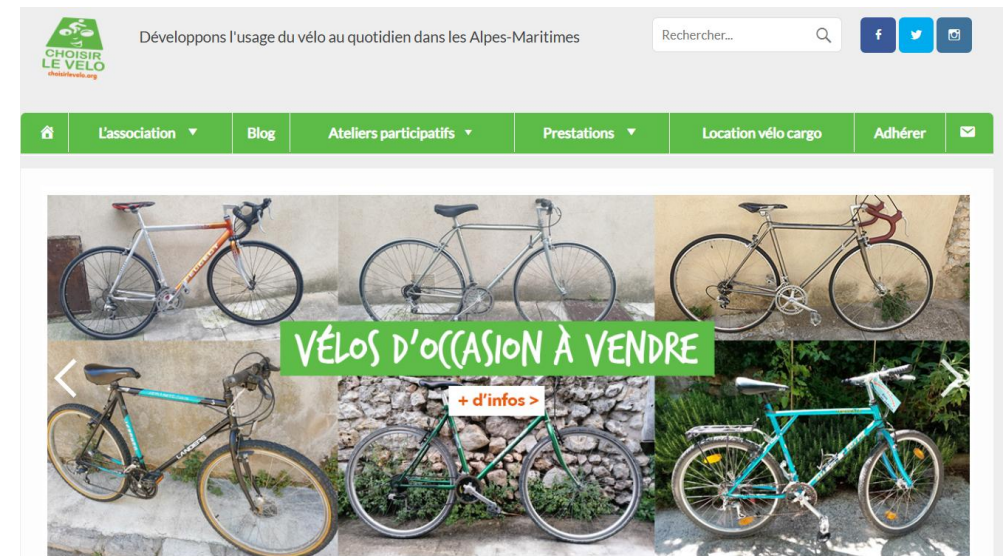 CHOISIR
LE VELO
choisirlevelo.org
Développons l'usage du vélo au quotidien dans les Alpes-Maritimes
Rechercher...
L'association
Blog
Ateliers participatifs
Prestations
Location vélo cargo
Adhérer
PEUGEOT
VÉLOS D'OCCASION À VENDRE
+ d'infos >